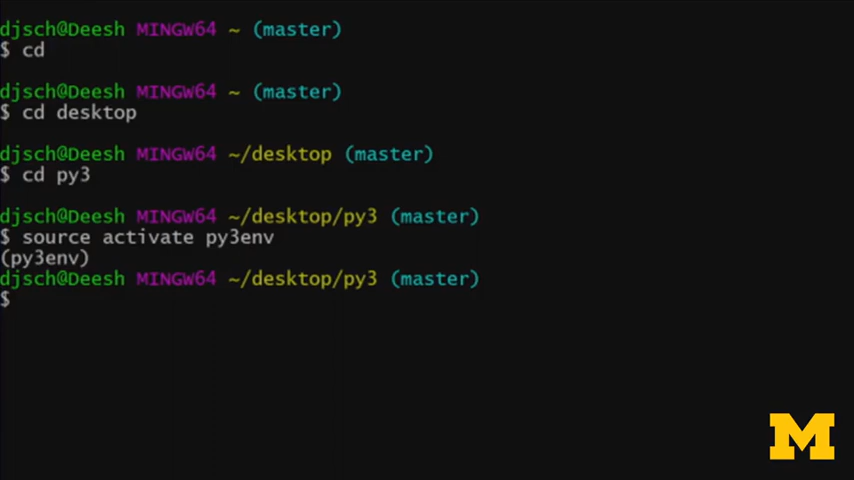 djsch@Deesh MINGW64 ~ (master)
$ cd
djsch@Deesh MINGW64 ~ (master)
$ cd desktop
djsch@Deesh MINGW64 ~/desktop (master)
$ cd py3
djsch@Deesh MINGW64 ~/desktop/py3 (master)
$ source activate py3env
(py3env)
djsch@Deesh MINGW64 ~/desktop/py3 (master)
$
M